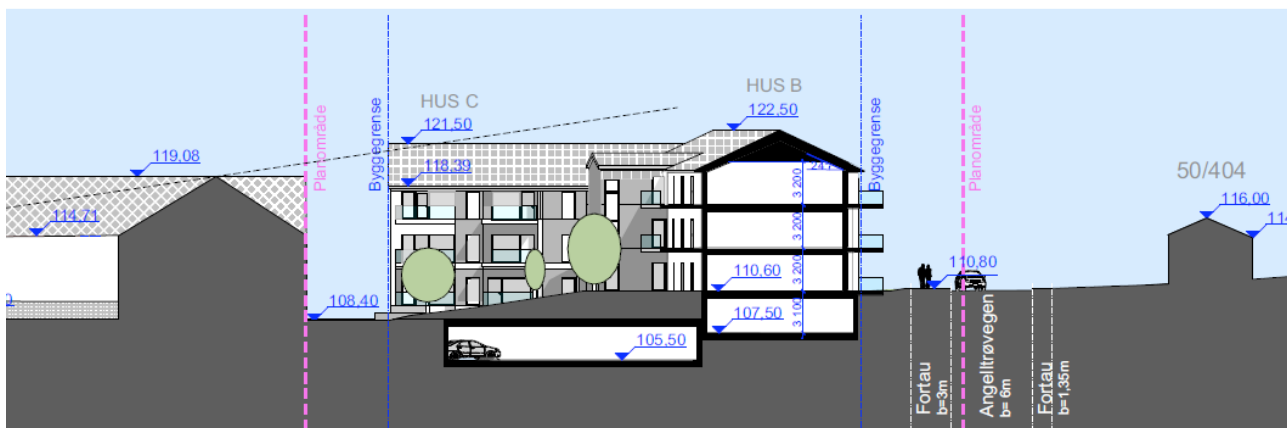 HUS C
121,50
118,39
HUS B
122,50
119,08
114,71
108,40
Planområde
Byggegrense
247
3 200
3 200
3 200
3 100
110,60
107,50
105,50
Byggegrense
Planområde
110,80
50/404
116,00
Fortau
b=3m
Angelltrøvegen
b= 6m
Fortau
b=1,35m